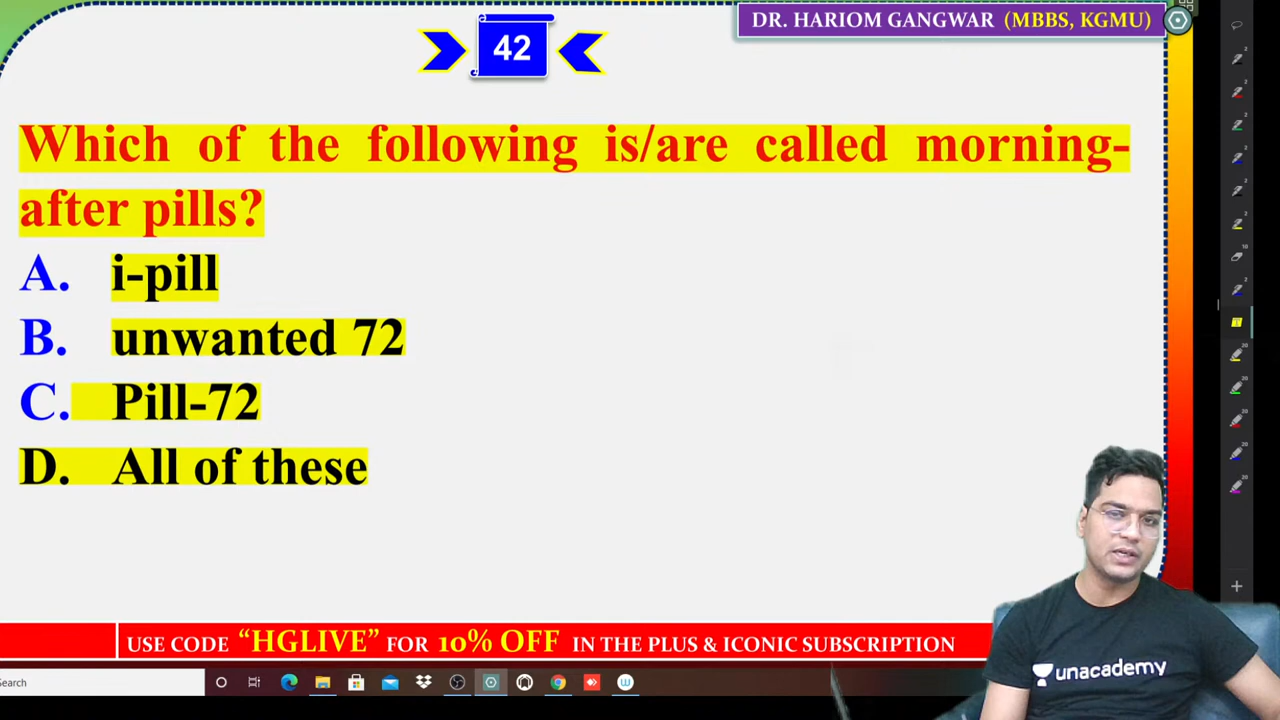 DR. HARIOM GANGWAR (MBBS, KGMU)
42
Which of the following is/are called morning-
after pills?
A. i-pill
B. unwanted 72
C. Pill-72
D. All of these
USE CODE “HGLIVE” FOR 10% OFF IN THE PLUS & ICONIC SUBSCRIPTION
unacademy
Search